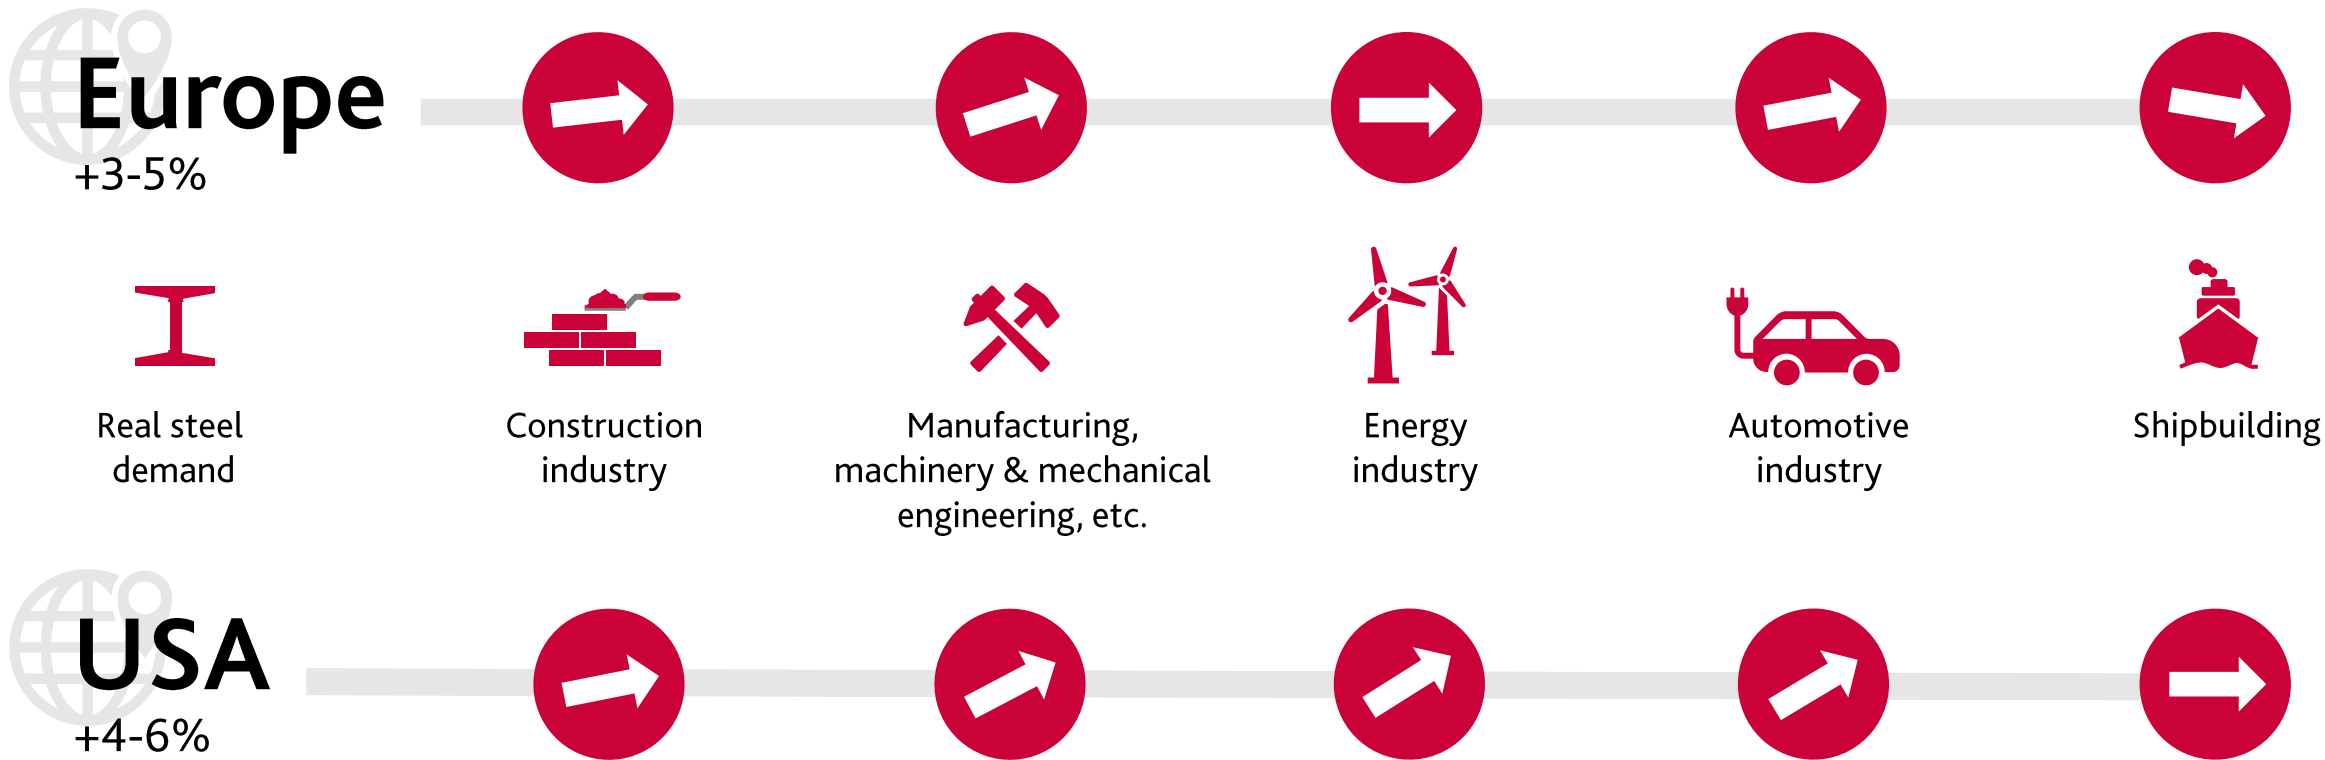 Europe
+3-5%
Real steel
demand
Construction
industry
Manufacturing,
machinery & mechanical
engineering, etc.
Energy
industry
Automotive
industry
Shipbuilding
USA
+4-6%